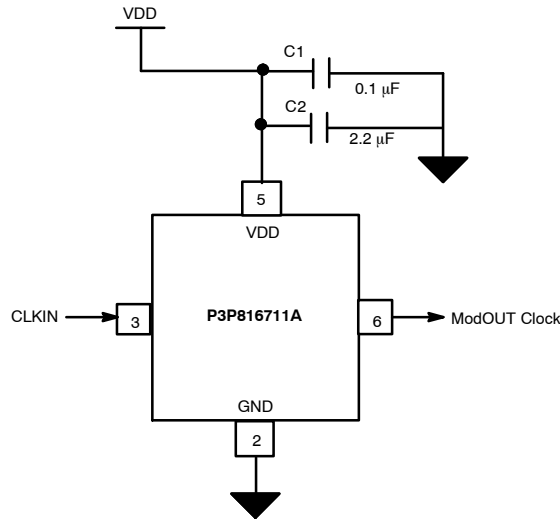 VDD
C1
0.1 μF
C2
2.2 μF
5
VDD
CLKIN
3
P3P816711A
6
ModOUT Clock
GND
2